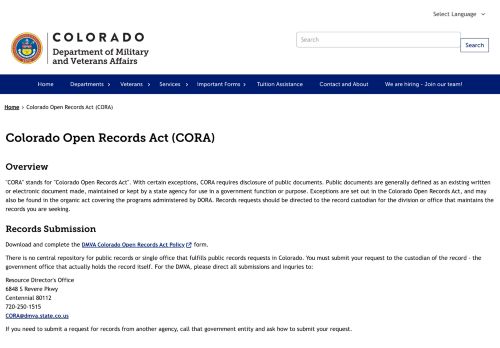 Select Language
COLORADO
Department of Military
and Veterans Affairs
Search
Search
Home Departments Veterans Services Important Forms Tuition Assistance Contact and About We are hiring - Join our team!
Home › Colorado Open Records Act (CORA)
Colorado Open Records Act (CORA)
Overview
"CORA" stands for "Colorado Open Records Act". With certain exceptions, CORA requires disclosure of public documents. Public documents are generally defined as an existing written
or electronic document made, maintained or kept by a state agency for use in a government function or purpose. Exceptions are set out in the Colorado Open Records Act, and may
also be found in the organic act covering the programs administered by DORA. Records requests should be directed to the record custodian for the division or office that maintains the
records you are seeking.
Records Submission
Download and complete the DMVA Colorado Open Records Act Policy form.
There is no central repository for public records or single office that fulfills public records requests in Colorado. You must submit your request to the custodian of the record - the
government office that actually holds the record itself. For the DMVA, please direct all submissions and inquries to:
Resource Director's Office
6848 S Revere Pkwy
Centennial 80112
720-250-1515
CORA@dmva.state.co.us
If you need to submit a request for records from another agency, call that government entity and ask how to submit your request.